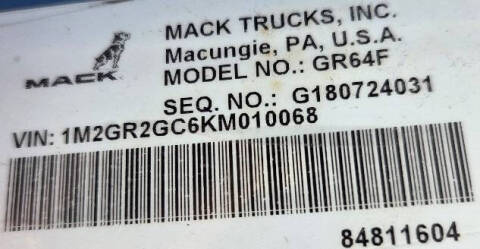 MACK TRUCKS, INC.
Macungie, PA, U.S.A.
MACK
MODEL NO.: GR64F
SEQ. NO.: G180724031
VIN: 1M2GR2GC6KM010068
84811604